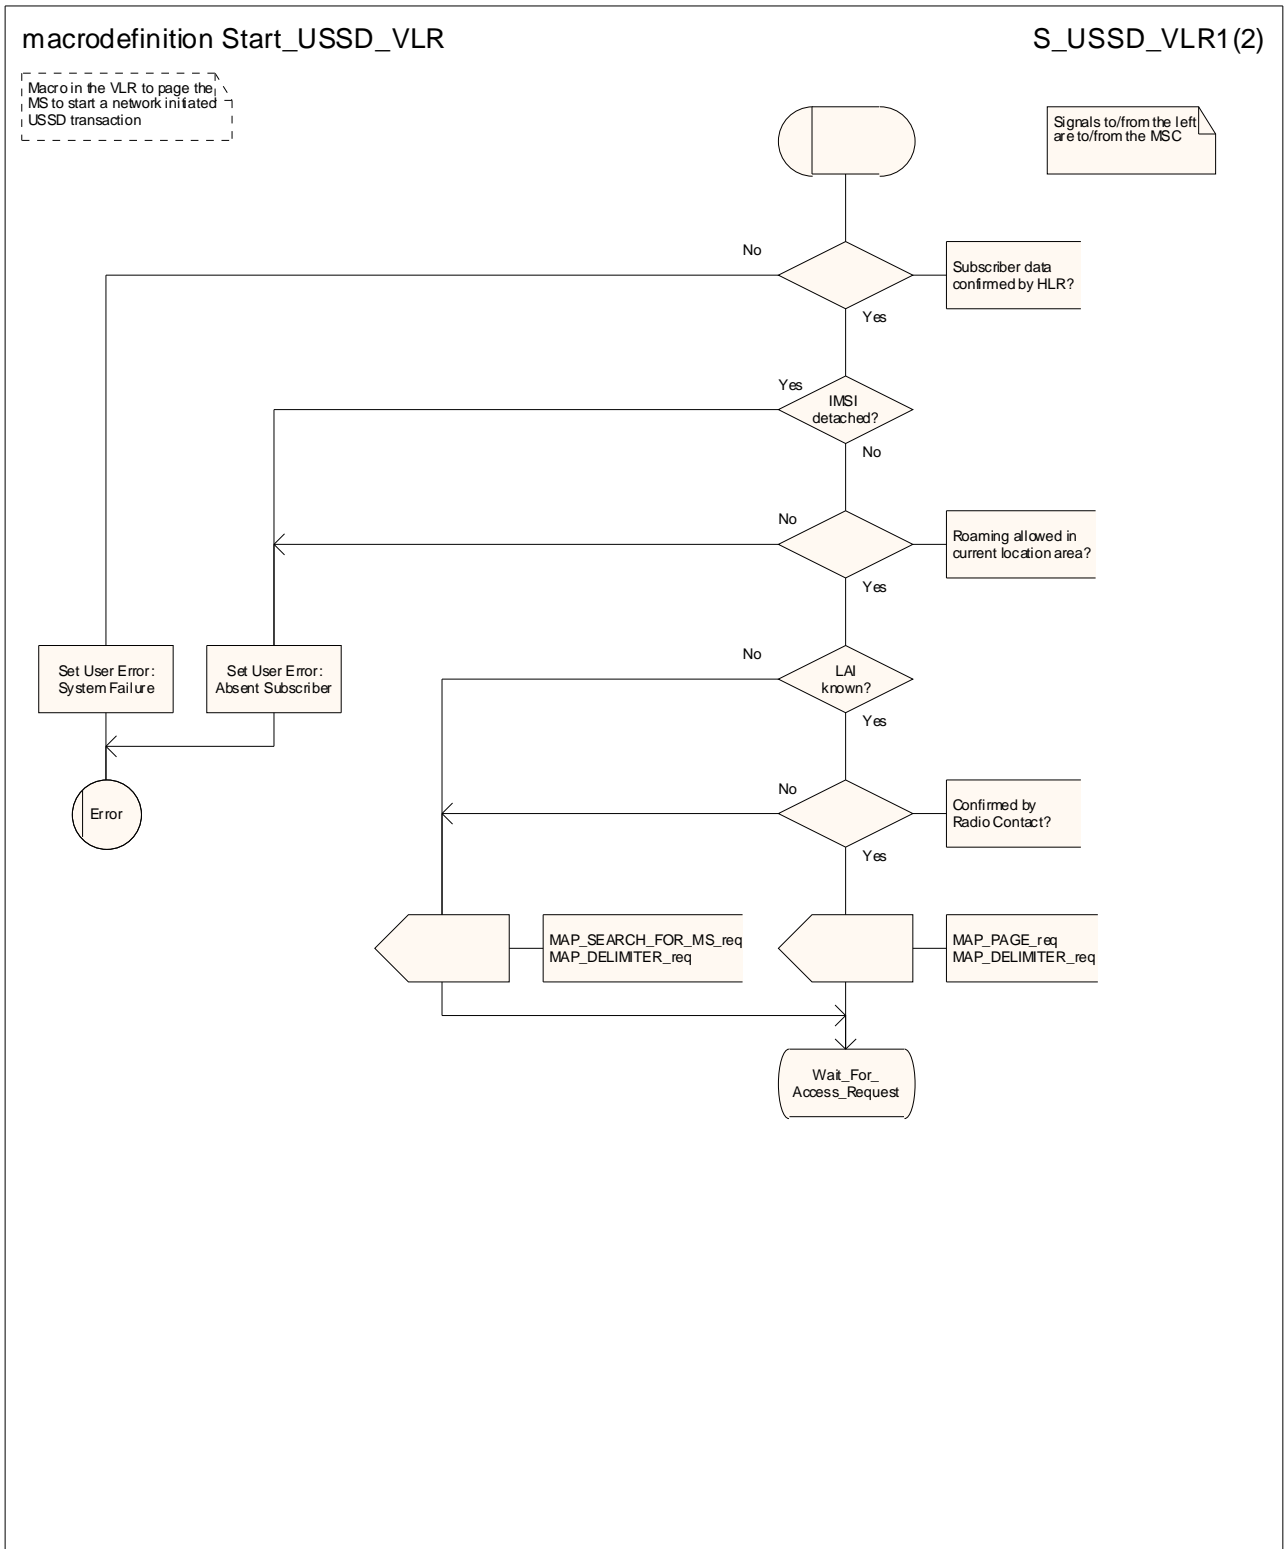 macrodefinition Start_USSD_VLR
S_USSD_VLR1(2)
Macro in the VLR to page the
MS to start a network initiated
USSD transaction
Signals to/from the left
are to/from the MSC
No
Subscriber data
confirmed by HLR?
Yes
Yes
IMSI
detached?
No
No
Roaming allowed in
current location area?
Yes
Set User Error:
System Failure
Set User Error:
Absent Subscriber
No
LAI
known?
Yes
No
Confirmed by
Radio Contact?
Error
Yes
MAP_SEARCH_FOR_MS_req
MAP_DELIMITER_req
MAP_PAGE_req
MAP_DELIMITER_req
Wait_For_
Access_Request